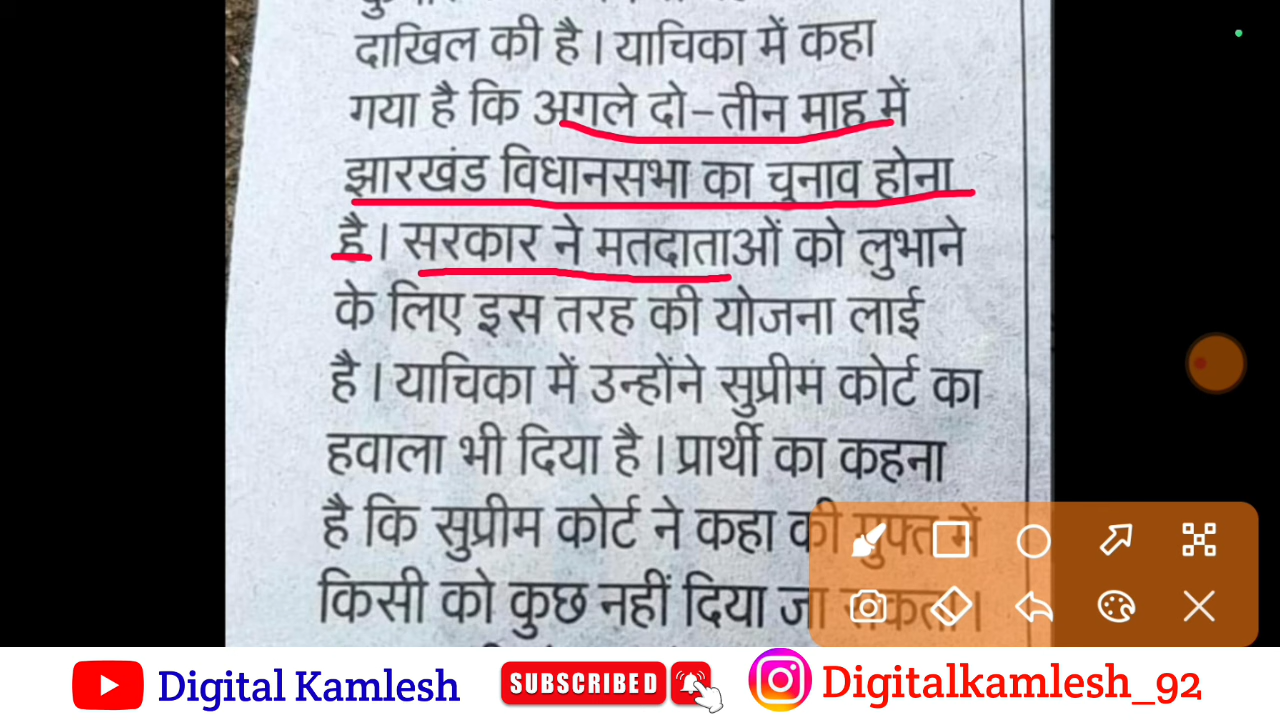 दाखिल की है। याचिका में कहा
गया है कि अगले दो-तीन माह में
झारखंड विधानसभा का चुनाव होना
है। सरकार ने मतदाताओं को लुभाने
के लिए इस तरह की योजना लाई
है। याचिका में उन्होंने सुप्रीम कोर्ट का
हवाला भी दिया है। प्रार्थी का कहना
है कि सुप्रीम कोर्ट ने कहा की मुफ्त में
किसी को कुछ नहीं दिया जा सकता।
Digital Kamlesh
SUBSCRIBED
Digitalkamlesh_92